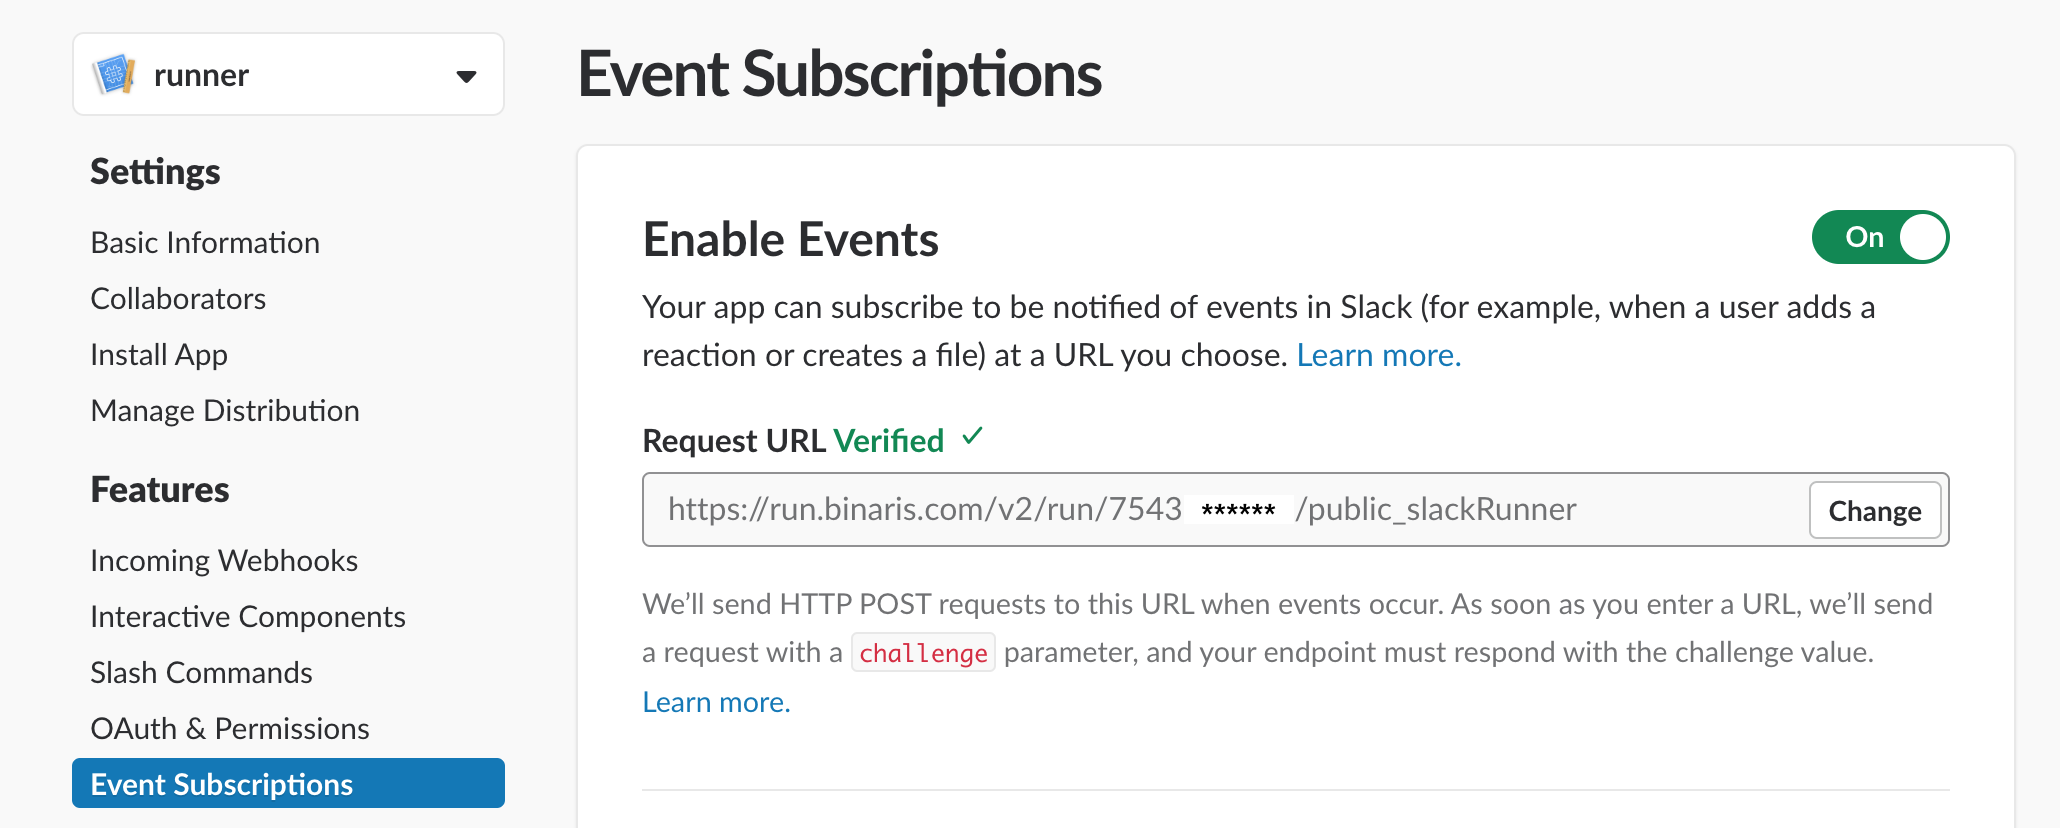 runner
Settings
Basic Information
Collaborators
Install App
Manage Distribution
Features
Incoming Webhooks
Interactive Components
Slash Commands
OAuth & Permissions
Event Subscriptions
Event Subscriptions
Enable Events
On
Your app can subscribe to be notified of events in Slack (for example, when a user adds a
reaction or creates a file) at a URL you choose. Learn more.
Request URL Verified ✓
https://run.binaris.com/v2/run/7543 ****** /public_slackRunner
Change
We’ll send HTTP POST requests to this URL when events occur. As soon as you enter a URL, we’ll send
a request with a challenge parameter, and your endpoint must respond with the challenge value.
Learn more.